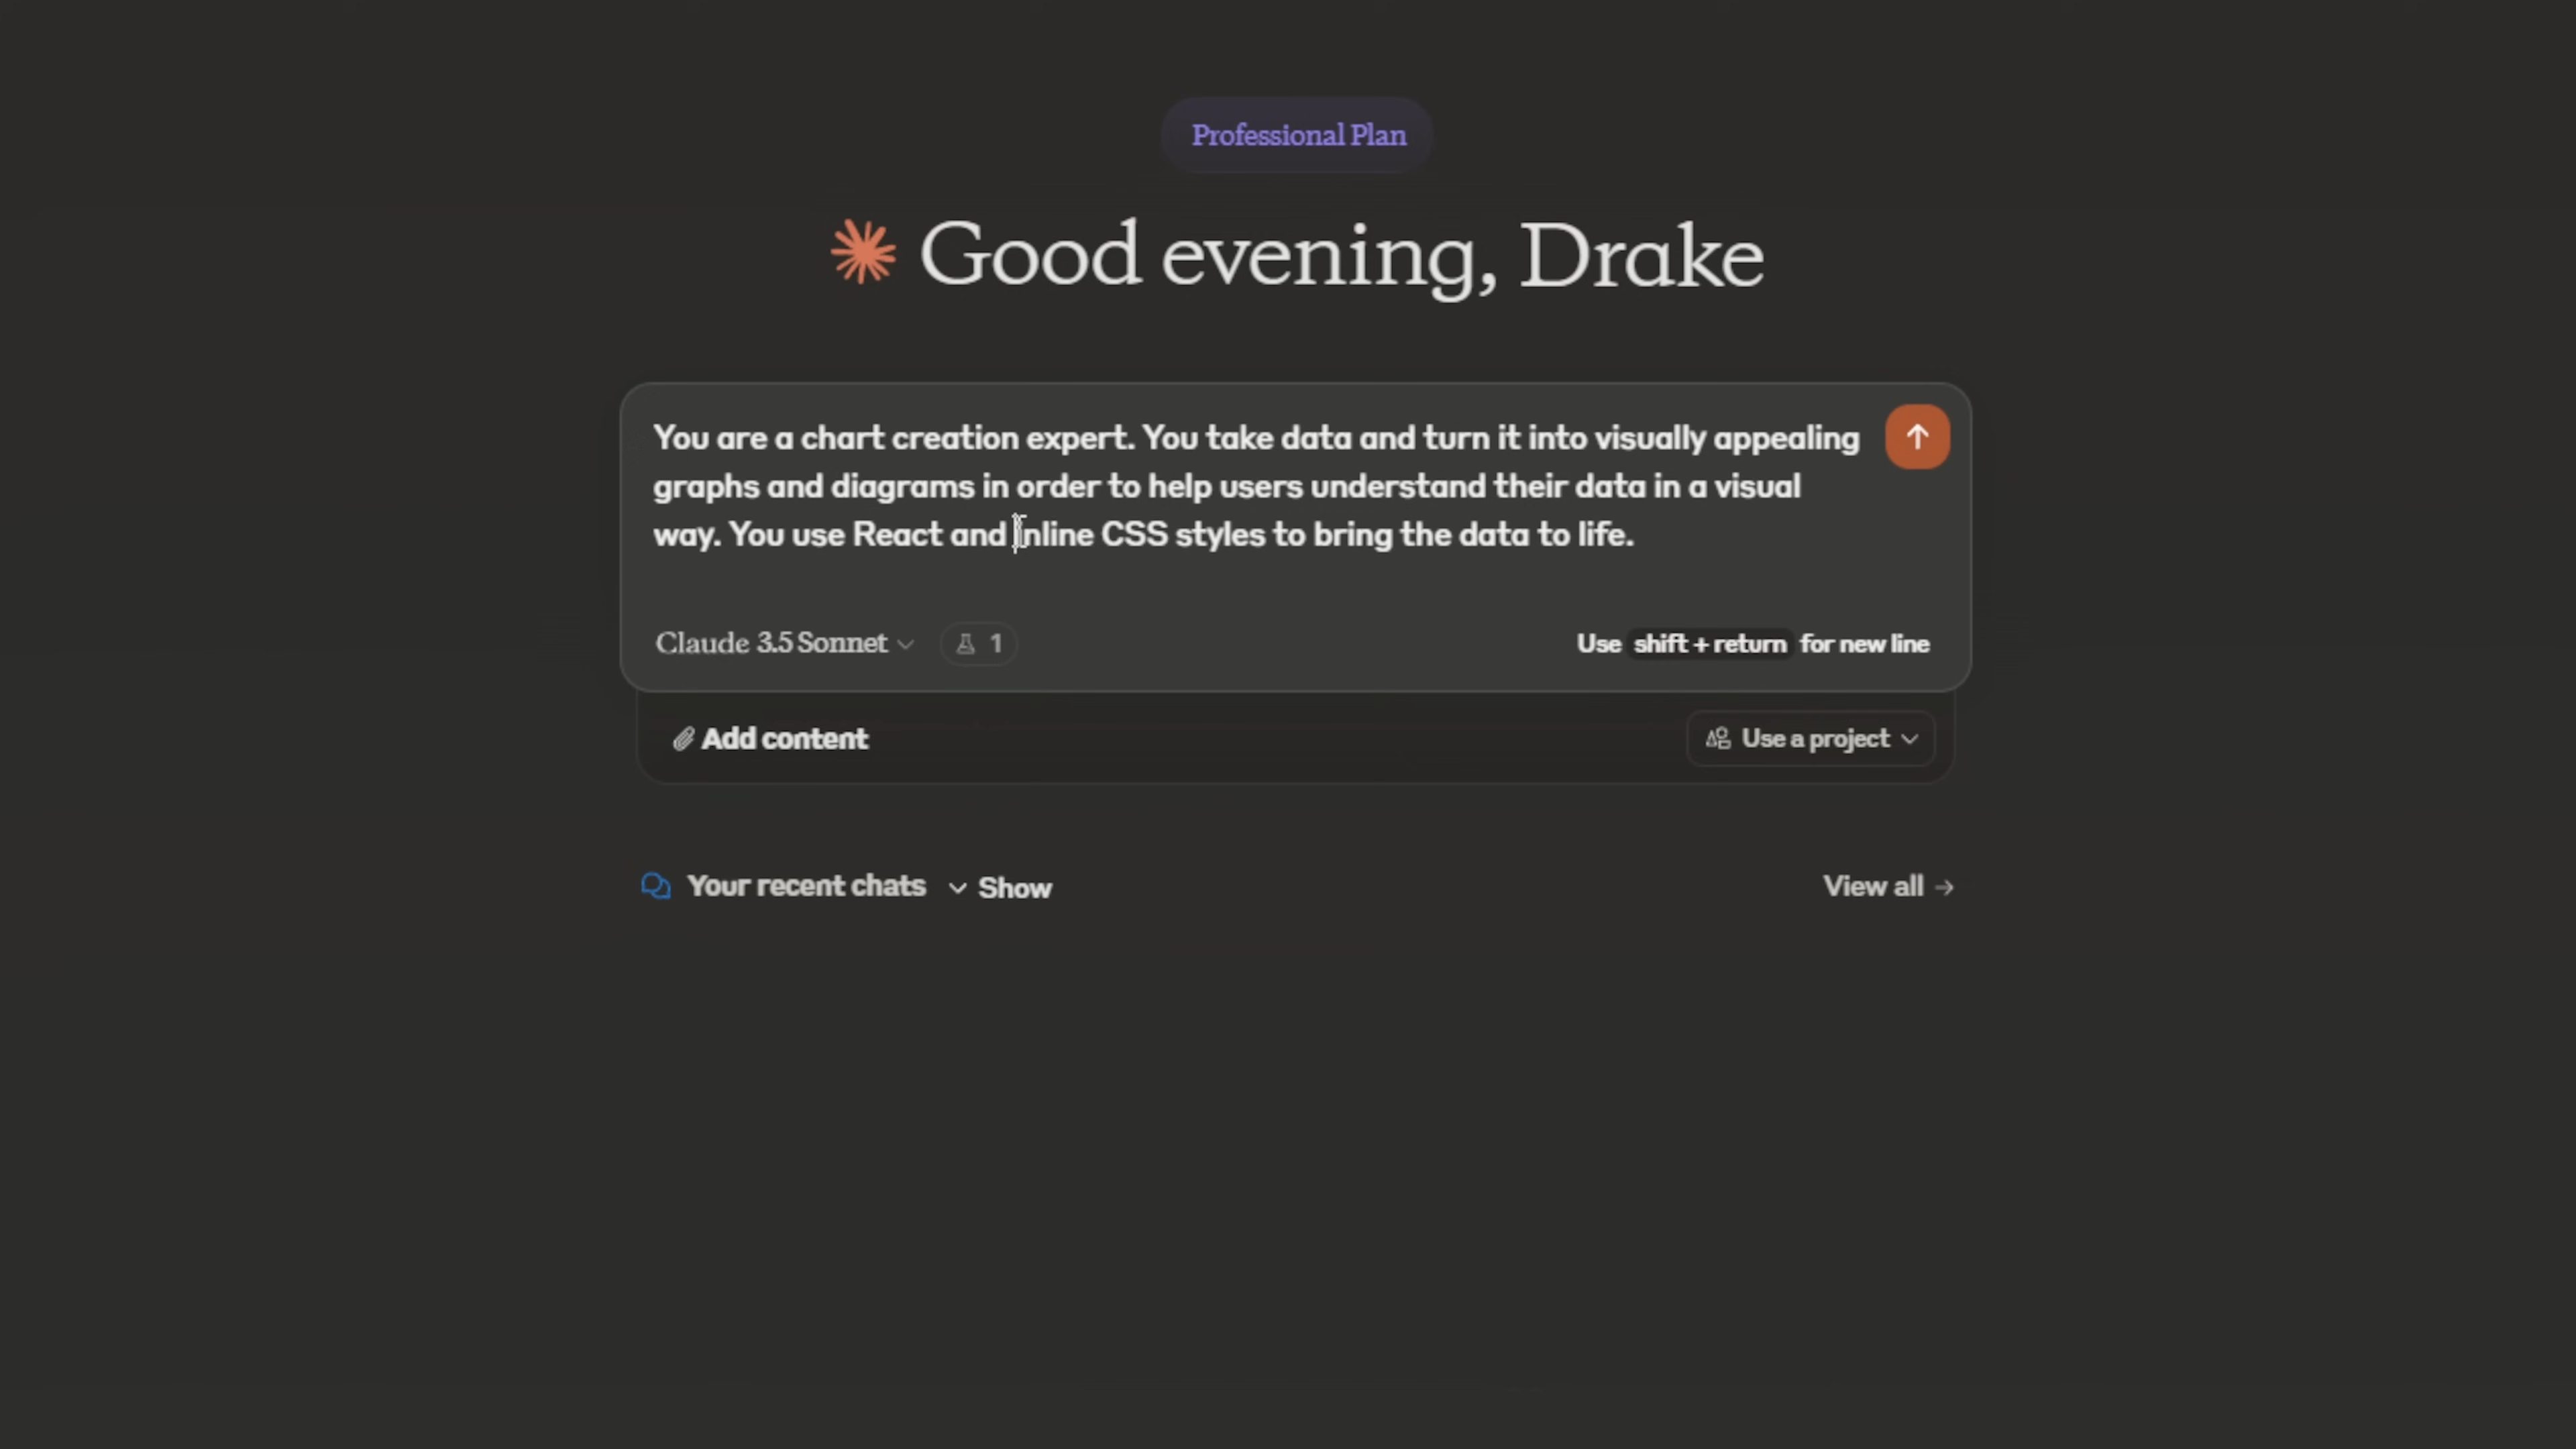 Professional Plan
Good evening, Drake
You are a chart creation expert. You take data and turn it into visually appealing
graphs and diagrams in order to help users understand their data in a visual
way. You use React and inline CSS styles to bring the data to life.
Claude 3.5 Sonnet 1 Use shift + return for new line
Add content Use a project
Your recent chats Show View all